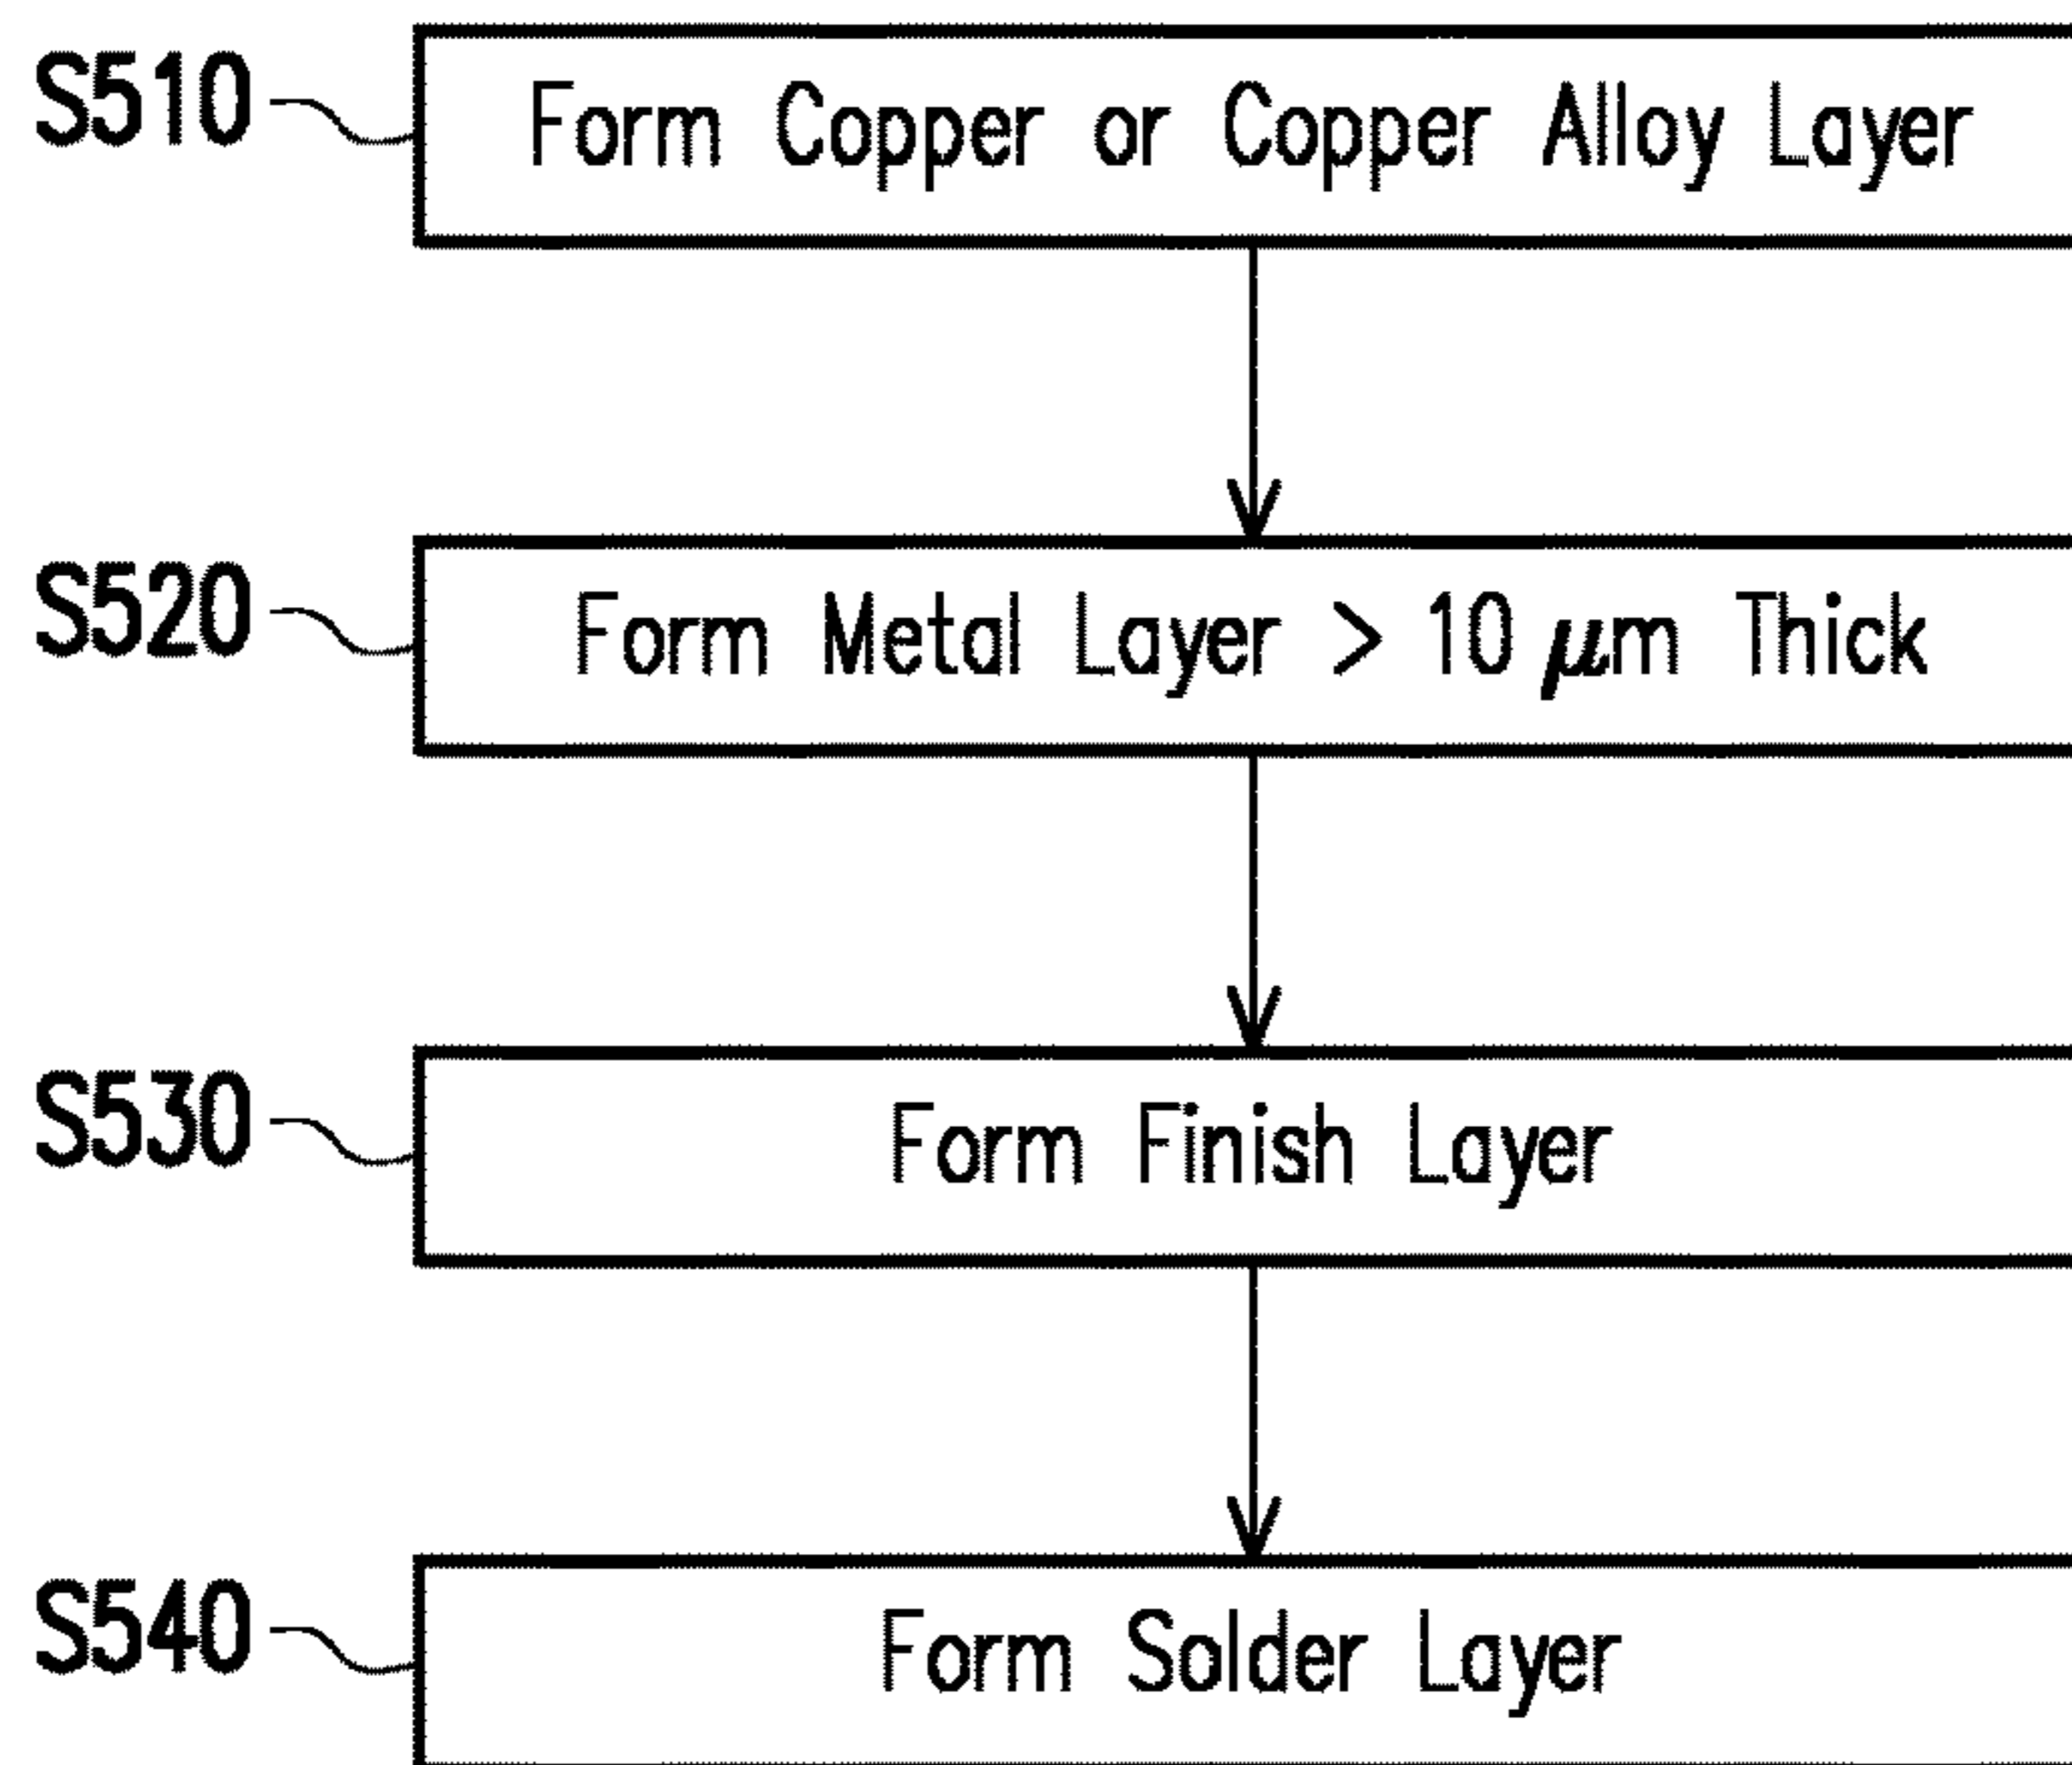 S510 Form Copper or Copper Alloy Layer
S520 Form Metal Layer > 10 μm Thick
S530 Form Finish Layer
S540 Form Solder Layer